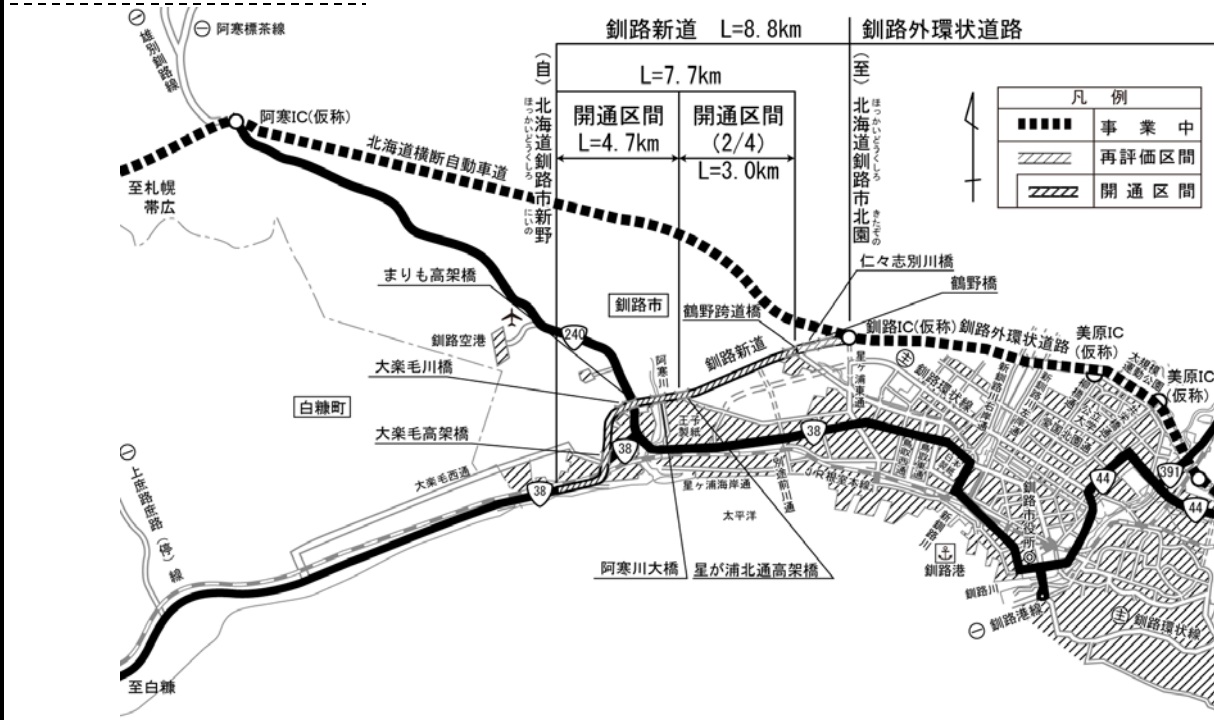 釧路新道　L=8.8km
釧路外環状道路
L=7.7km
開通区間
L=4.7km
開通区間
(2/4)
L=3.0km
(自)北海道釧路市新野
ほっかいどうくしろ
にいの
(至)北海道釧路市北園
ほっかいどうくしろ
きたぞの
凡　例
事　業　中
再評価区間
開通区間
阿寒標茶線
雄別釧路線
阿寒IC(仮称)
北海道横断自動車道
至札幌
帯広
まりも高架橋
釧路市
仁々志別川橋
鶴野橋
鶴野跨道橋
釧路IC(仮称)
釧路外環状道路
美原IC
(仮称)
美原IC
(仮称)
釧路空港
240
釧路新道
阿寒川
大楽毛川橋
白糠町
大楽毛高架橋
王子
製紙
38
38
38
星ヶ浦東通
主
釧路環状線
大楽毛西通
星ヶ浦海岸通
JR根室本線
太平洋
新釧路川
391
44
44
釧路市役所
上庶路庶路(停)線
阿寒川大橋
星が浦北通高架橋
釧路港
釧路川
釧路港線
主
釧路環状線
至白糠